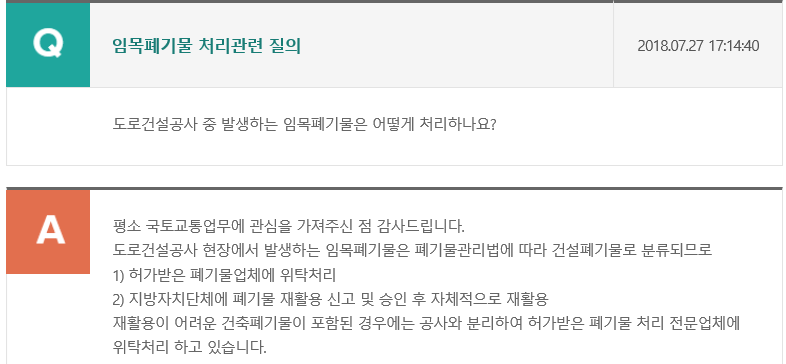 Q
임목폐기물 처리관련 질의
2018.07.27 17:14:40
도로건설공사 중 발생하는 임목폐기물은 어떻게 처리하나요?
A
평소 국토교통업무에 관심을 가져주신 점 감사드립니다.
도로건설공사 현장에서 발생하는 임목폐기물은 폐기물관리법에 따라 건설폐기물로 분류되므로
1) 허가받은 폐기물업체에 위탁처리
2) 지방자치단체에 폐기물 재활용 신고 및 승인 후 자체적으로 재활용
재활용이 어려운 건축폐기물이 포함된 경우에는 공사와 분리하여 허가받은 폐기물 처리 전문업체에
위탁처리 하고 있습니다.